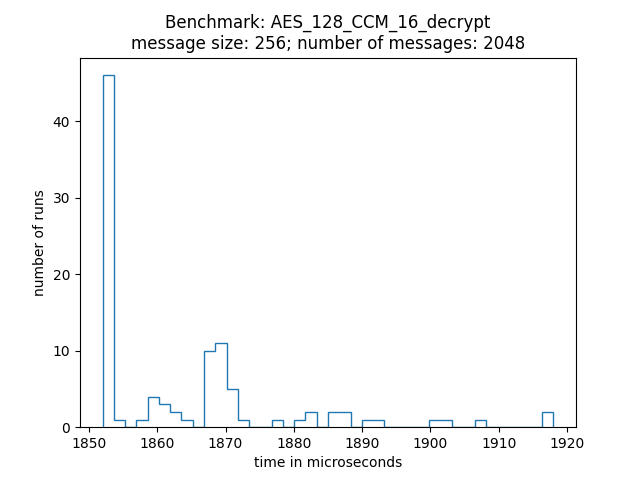 Benchmark: AES_128_CCM_16_decrypt
message size: 256; number of messages: 2048
40
30
20
10
0
number of runs
1850 1860 1870 1880 1890 1900 1910 1920
time in microseconds